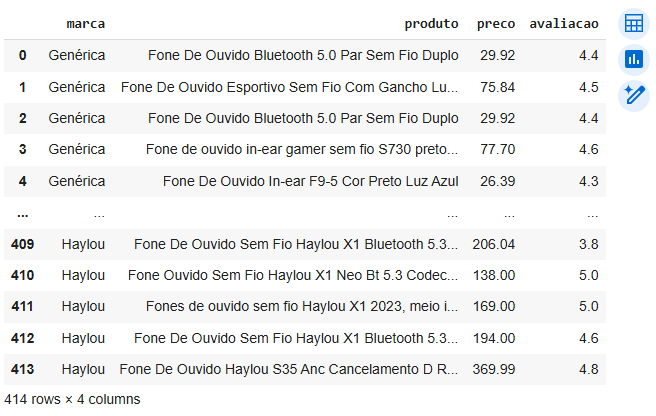 marca produto preco avaliacao
0 Genérica Fone De Ouvido Bluetooth 5.0 Par Sem Fio Duplo 29.92 4.4
1 Genérica Fone De Ouvido Esportivo Sem Fio Com Gancho Lu... 75.84 4.5
2 Genérica Fone De Ouvido Bluetooth 5.0 Par Sem Fio Duplo 29.92 4.4
3 Genérica Fone de ouvido in-ear gamer sem fio S730 preto... 77.70 4.6
4 Genérica Fone De Ouvido In-ear F9-5 Cor Preto Luz Azul 26.39 4.3
... ... ... ... ...
409 Haylou Fone De Ouvido Sem Fio Haylou X1 Bluetooth 5.3... 206.04 3.8
410 Haylou Fone Ouvido Sem Fio Haylou X1 Neo Bt 5.3 Codec... 138.00 5.0
411 Haylou Fones de ouvido sem fio Haylou X1 2023, meio i... 169.00 5.0
412 Haylou Fone De Ouvido Sem Fio Haylou X1 Bluetooth 5.3... 194.00 4.6
413 Haylou Fone De Ouvido Haylou S35 Anc Cancelamento D R... 369.99 4.8
414 rows × 4 columns